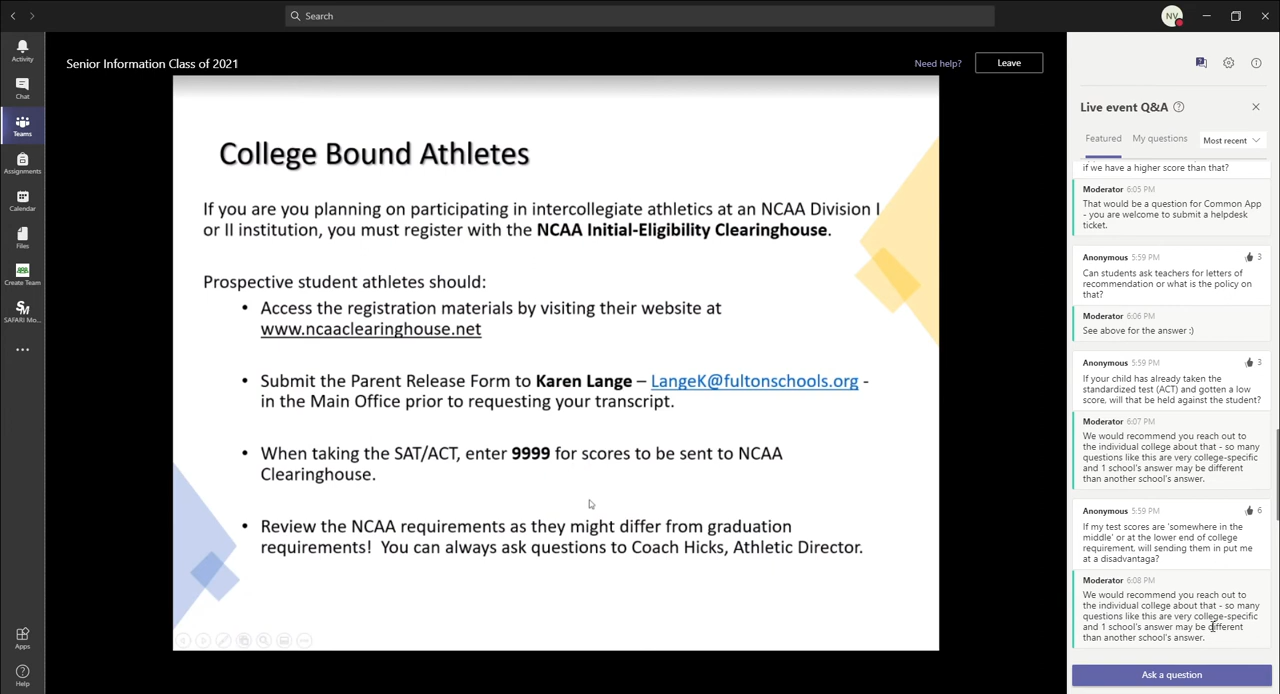 Search
NV
Activity
Chat
Teams
Assignments
Calendar
Files
Create Team
SAFARI Mo...
Apps
Help
Senior Information Class of 2021
Need help?
Leave
College Bound Athletes
If you are you planning on participating in intercollegiate athletics at an NCAA Division I
or II institution, you must register with the NCAA Initial-Eligibility Clearinghouse.
Prospective student athletes should:
• Access the registration materials by visiting their website at
www.ncaaclearinghouse.net
• Submit the Parent Release Form to Karen Lange – LangeK@fultonschools.org -
in the Main Office prior to requesting your transcript.
• When taking the SAT/ACT, enter 9999 for scores to be sent to NCAA
Clearinghouse.
• Review the NCAA requirements as they might differ from graduation
requirements! You can always ask questions to Coach Hicks, Athletic Director.
Live event Q&A
Featured My questions Most recent
if we have a higher score than that?
Moderator 6:05 PM
That would be a question for Common App
- you are welcome to submit a helpdesk
ticket.
Anonymous 5:59 PM 3
Can students ask teachers for letters of
recommendation or what is the policy on
that?
Moderator 6:06 PM
See above for the answer :)
Anonymous 5:59 PM 3
If your child has already taken the
standardized test (ACT) and gotten a low
score, will that be held against the student?
Moderator 6:07 PM
We would recommend you reach out to
the individual college about that - so many
questions like this are very college-specific
and 1 school's answer may be different
than another school's answer.
Anonymous 5:59 PM 6
If my test scores are 'somewhere in the
middle' or at the lower end of college
requirement, will sending them in put me
at a disadvantaga?
Moderator 6:08 PM
We would recommend you reach out to
the individual college about that - so many
questions like this are very college-specific
and 1 school's answer may be different
than another school's answer.
Ask a question